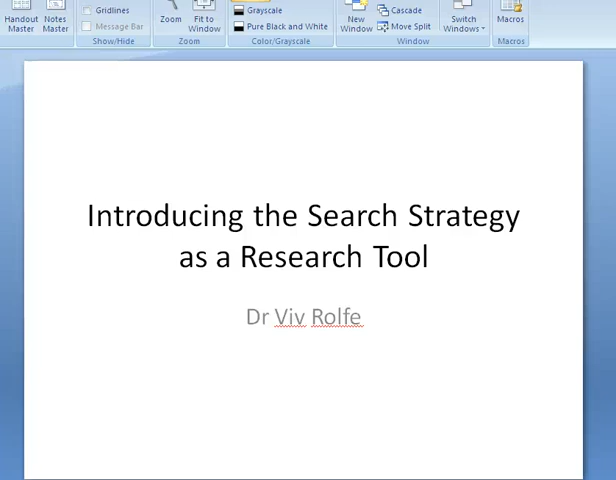 Handout Master
Notes Master
Gridlines
Message Bar
Show/Hide
Zoom
Fit to Window
Zoom
Grayscale
Pure Black and White
Color/Grayscale
New Window
Cascade
Move Split
Window
Switch Windows
Macros
Macros
Introducing the Search Strategy
as a Research Tool
Dr Viv Rolfe